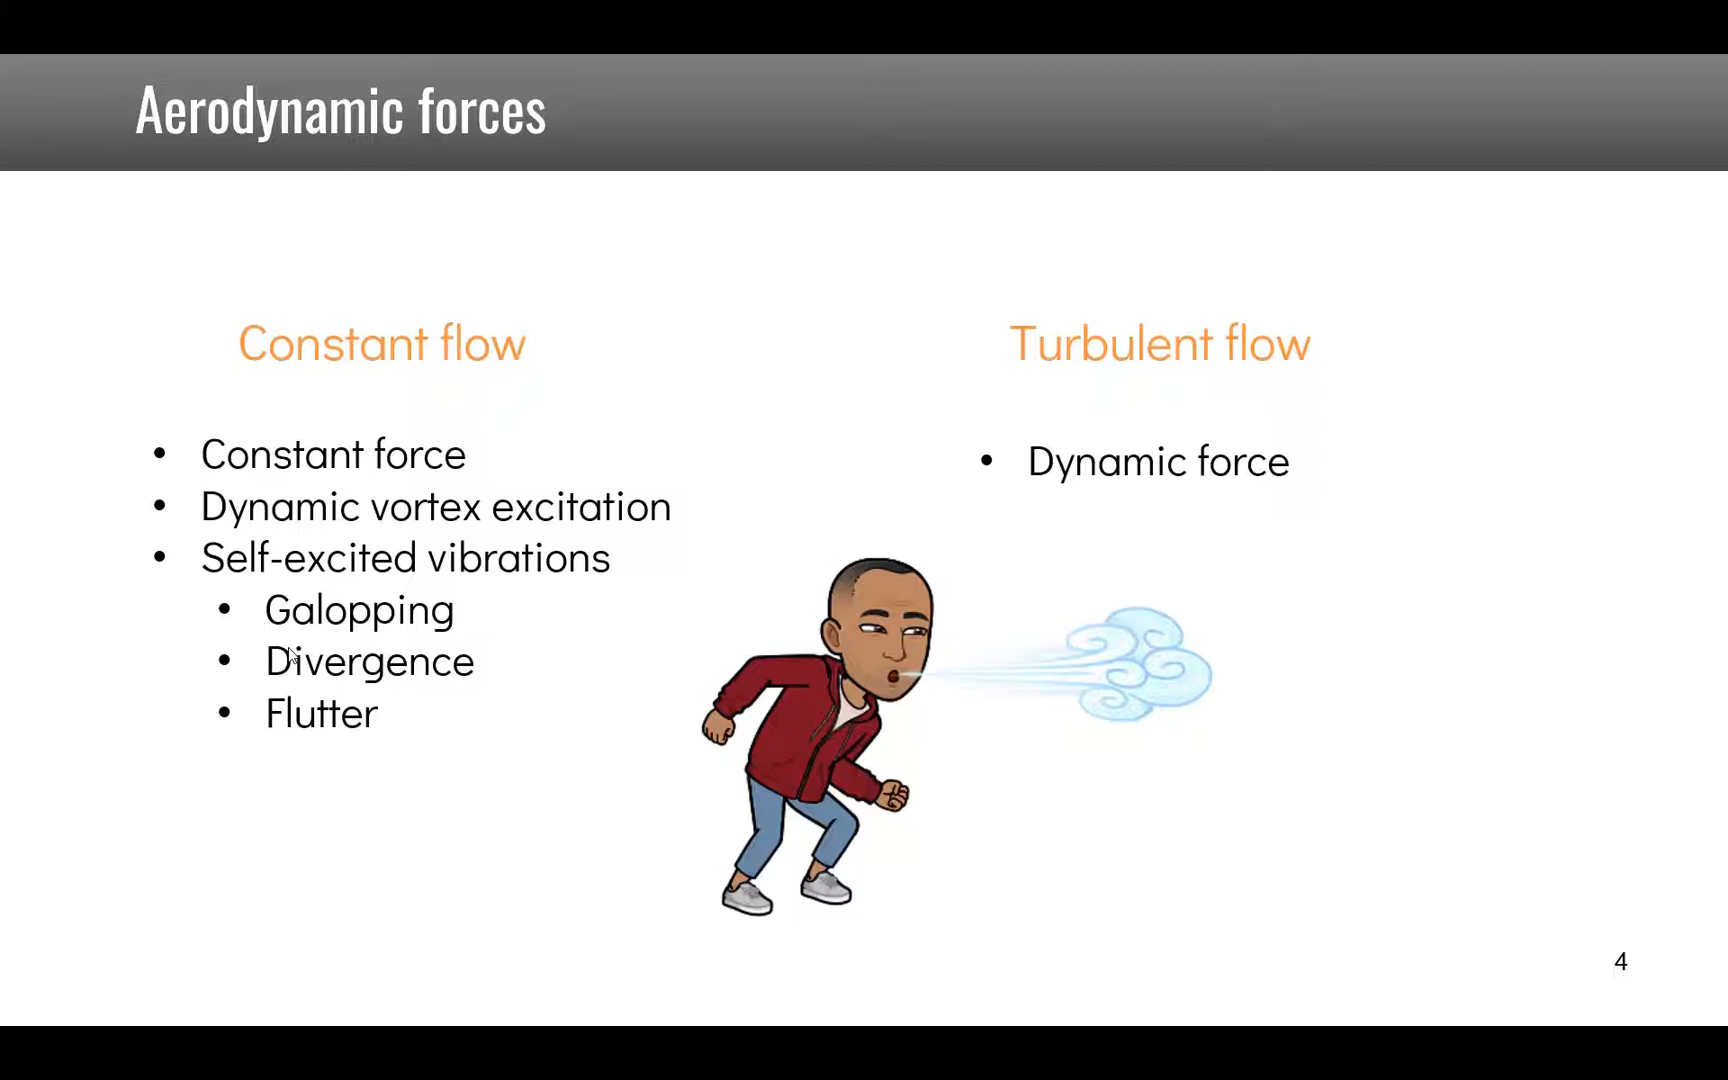 Aerodynamic forces
Constant flow
• Constant force
• Dynamic vortex excitation
• Self-excited vibrations
• Galopping
• Divergence
• Flutter
Turbulent flow
• Dynamic force
4